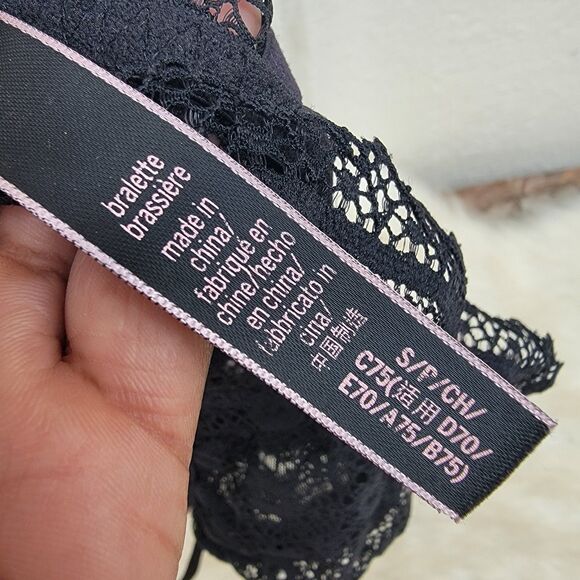 bralette
brassière
made in
china/
fabriqué en
chine/hecho
en china/
fabbricato in
cina/
中国制造
S/P/CH/
C75(适用 D70/
E70/A75/B75)